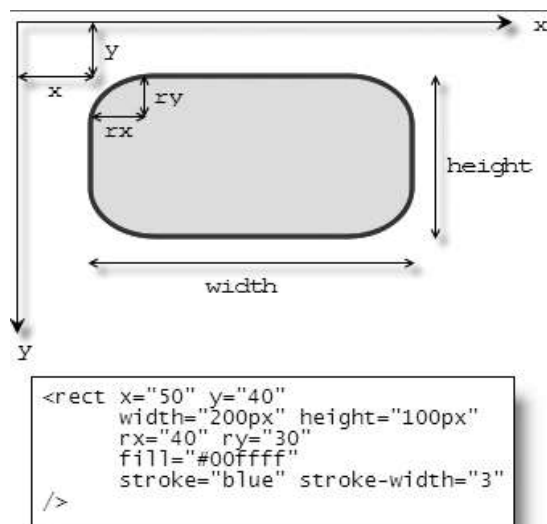 x
y
x
ry
rx
height
width
y
<rect x="50" y="40"
width="200px" height="100px"
rx="40" ry="30"
fill="#00ffff"
stroke="blue" stroke-width="3"
/>